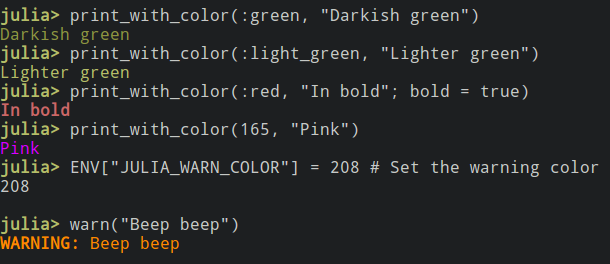 julia> print_with_color(:green, "Darkish green")
Darkish green
julia> print_with_color(:light_green, "Lighter green")
Lighter green
julia> print_with_color(:red, "In bold"; bold = true)
In bold
julia> print_with_color(165, "Pink")
Pink
julia> ENV["JULIA_WARN_COLOR"] = 208 # Set the warning color
208
julia> warn("Beep beep")
WARNING: Beep beep